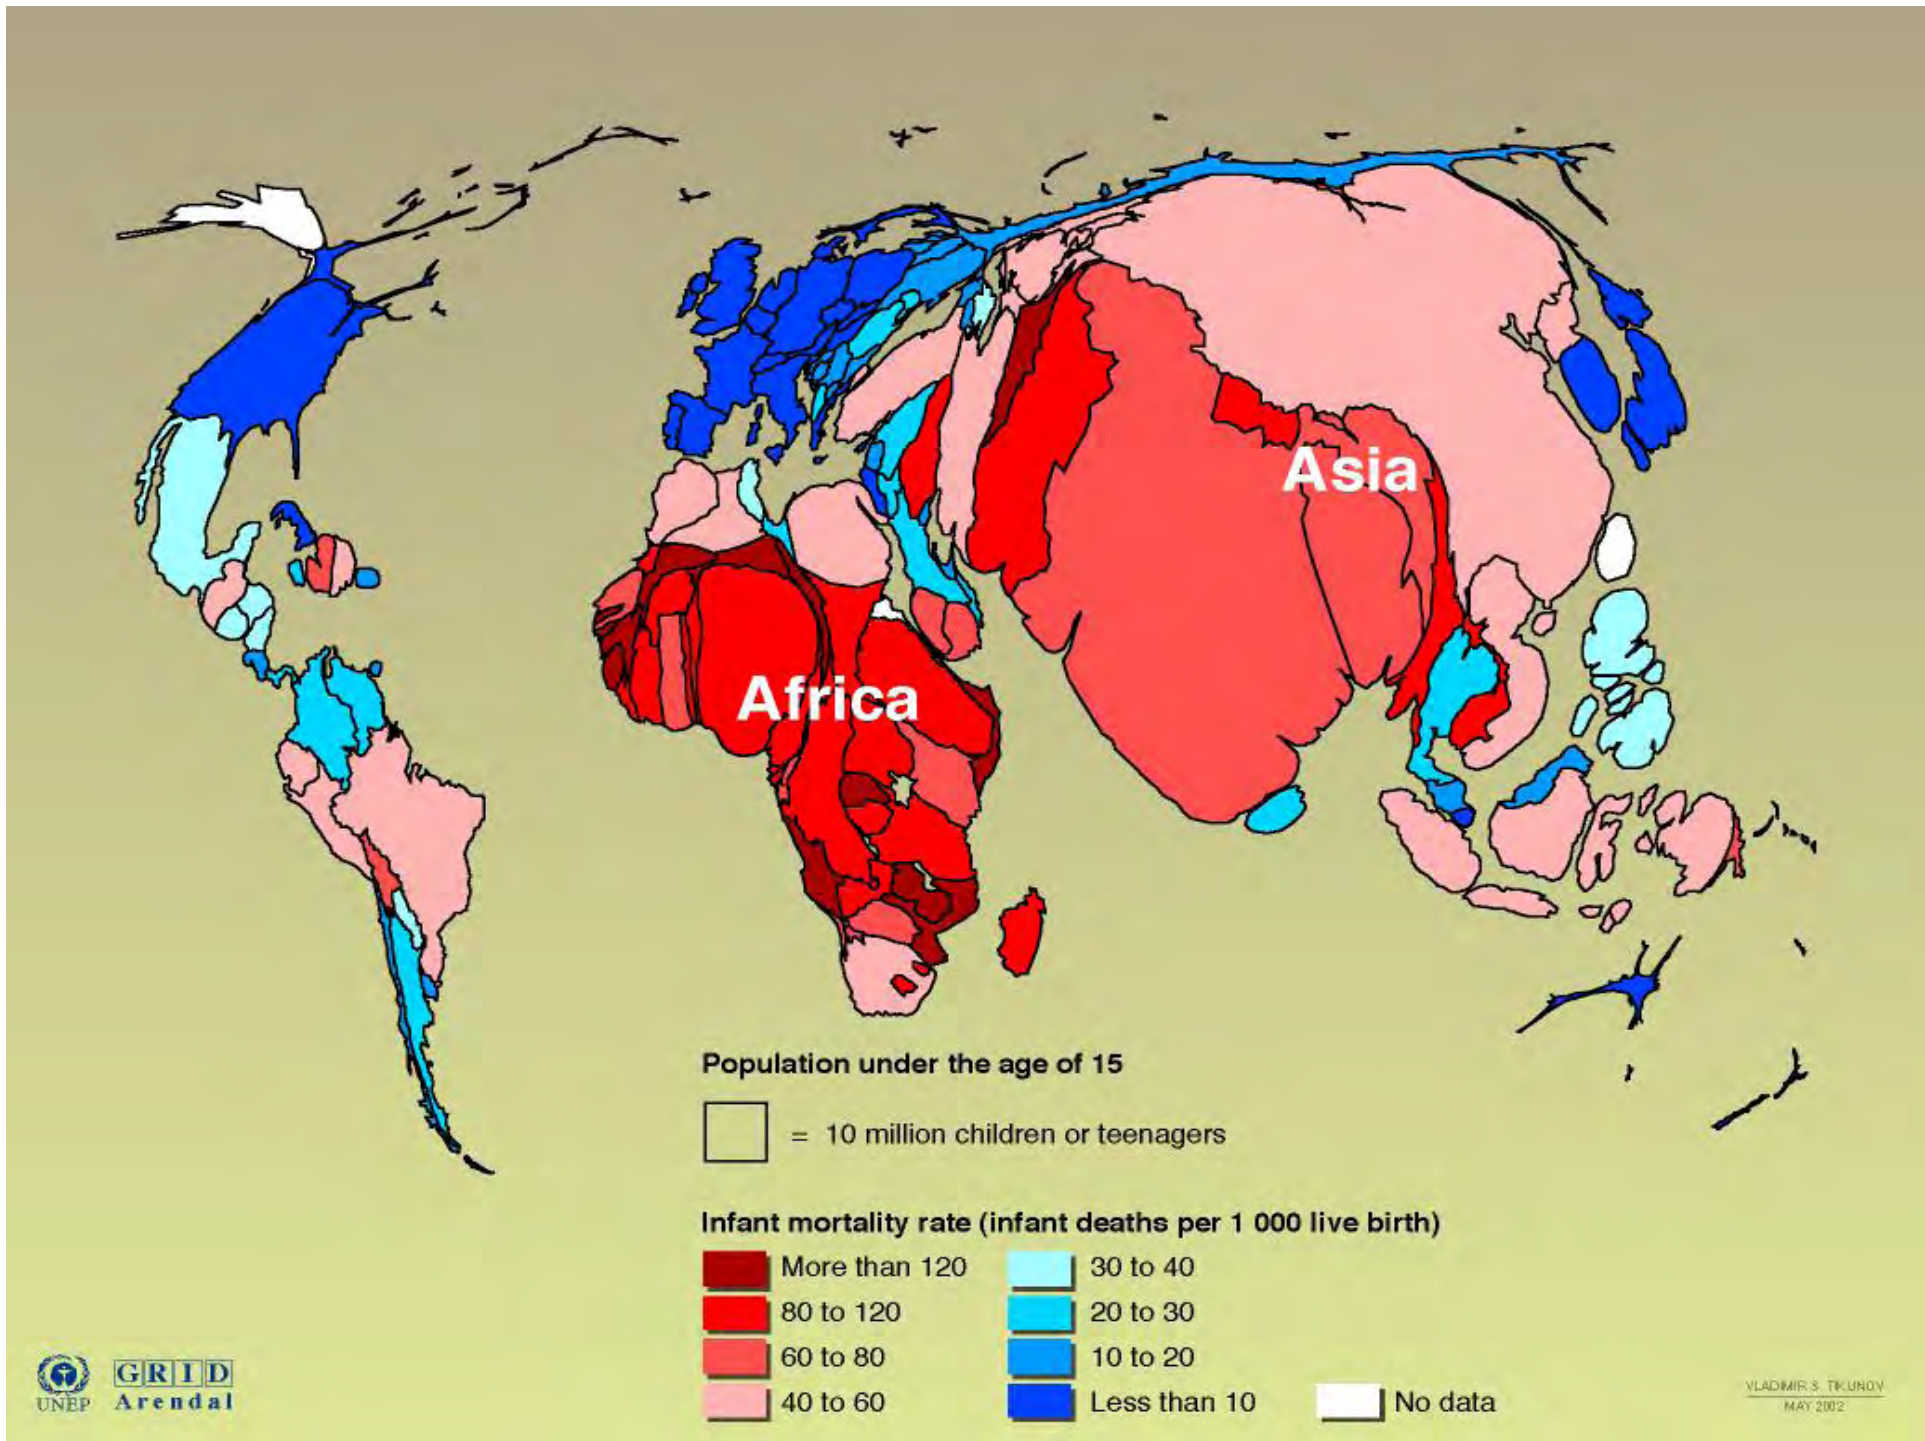 Asia
Africa
Population under the age of 15
= 10 million children or teenagers
Infant mortality rate (infant deaths per 1 000 live birth)
More than 120
80 to 120
60 to 80
40 to 60
30 to 40
20 to 30
10 to 20
Less than 10
No data
UNEP
GRID
Arendal
VLADIMIR S. TIKUNOV
MAY 2002